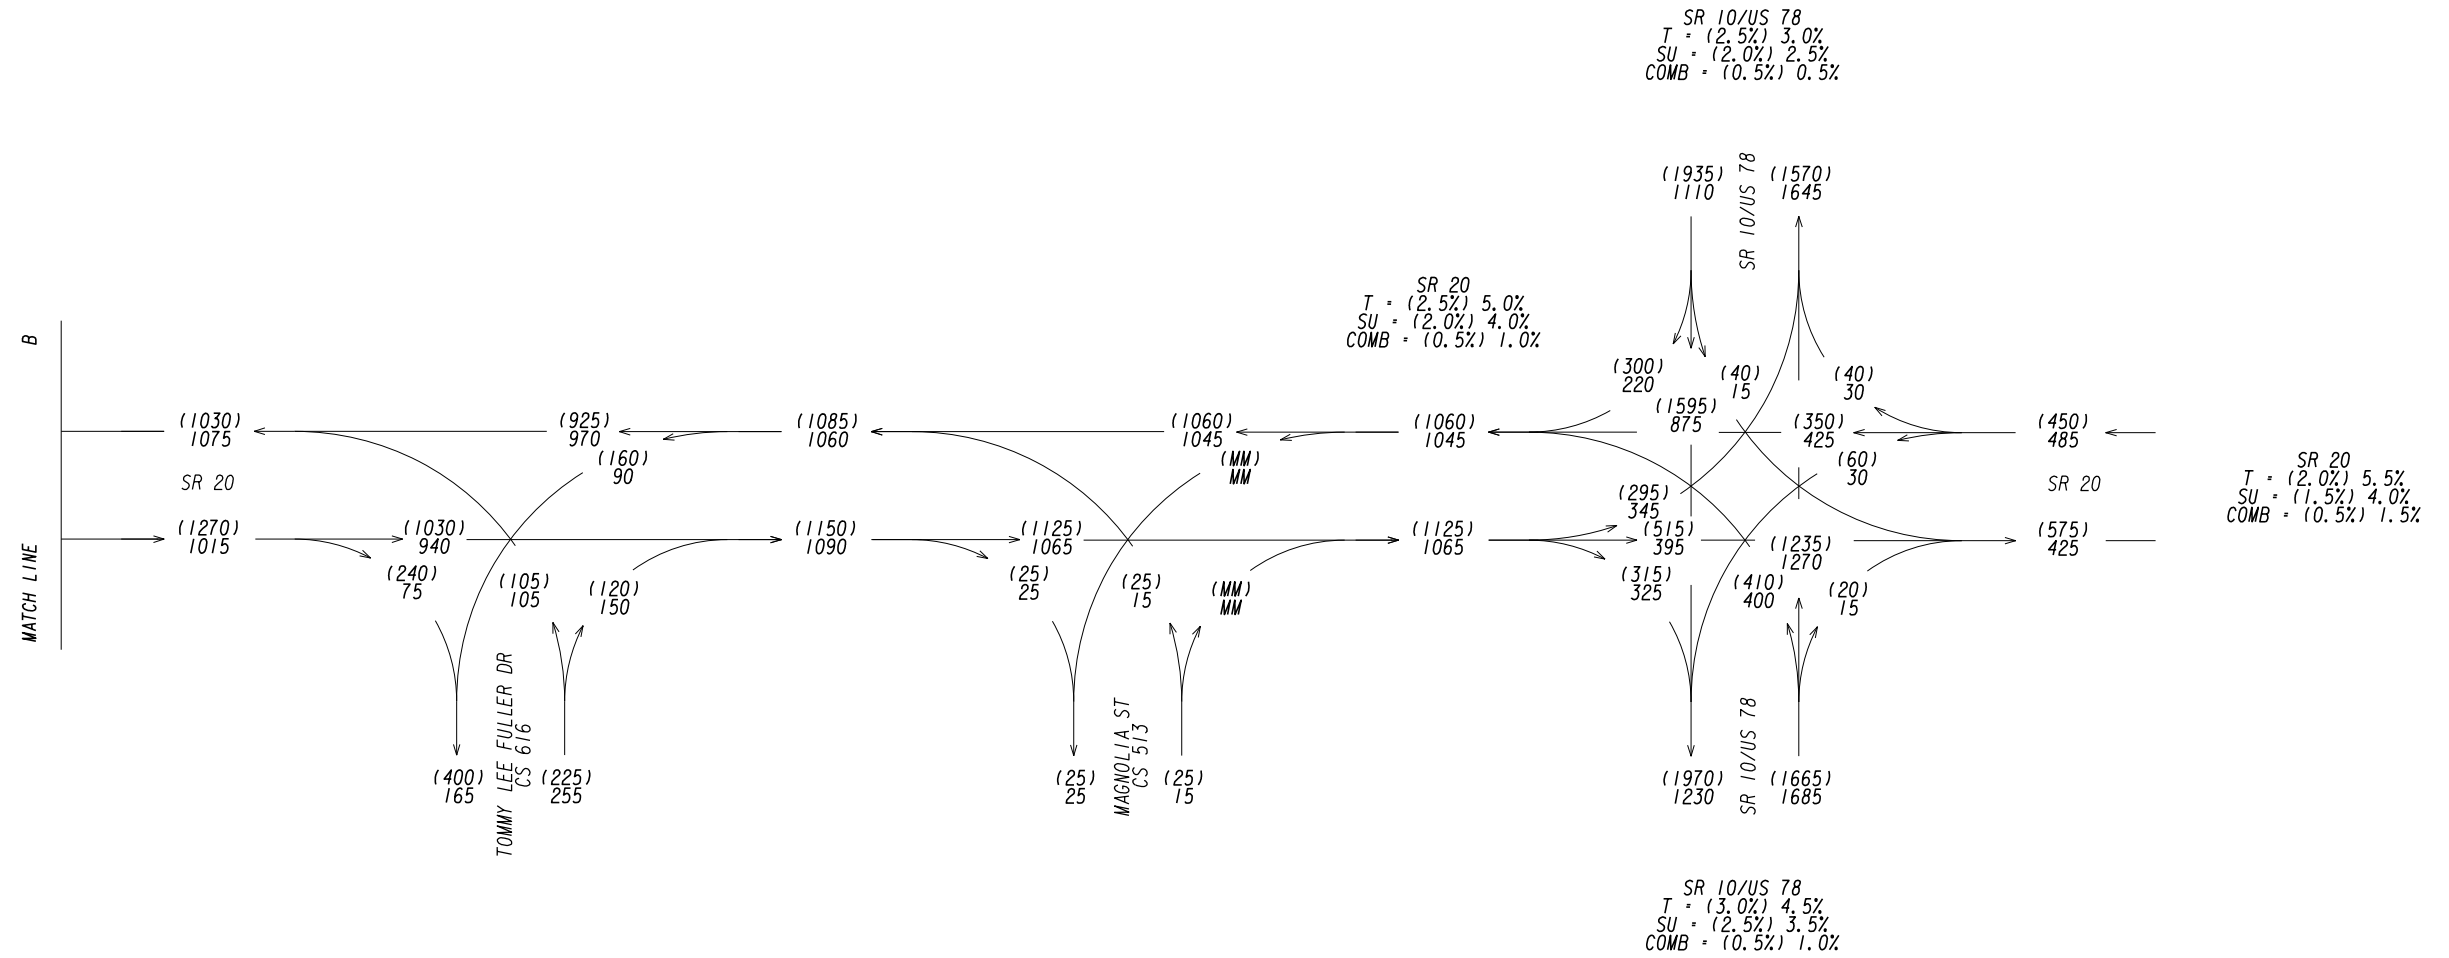 SR 10/US 78
T = (2.5%) 3.0%
SU = (2.0%) 2.5%
COMB = (0.5%) 0.5%
(1935)
1110
SR 10/US 78
(1570)
1645
SR 20
T = (2.5%) 5.0%
SU = (2.0%) 4.0%
COMB = (0.5%) 1.0%
B
MATCH LINE
(1030)
1075
SR 20
(1270)
1015
(925)
970
(160)
90
(1030)
940
(240)
75
(105)
105
(120)
150
(400)
165
TOMMY LEE FULLER DR
CS 616
(225)
255
(1085)
1060
(1150)
1090
(1060)
1045
(MM)
MM
(1125)
1065
(25)
25
(25)
15
(MM)
MM
(25)
25
MAGNOLIA ST
CS 513
(25)
15
(1060)
1045
(1125)
1065
(300)
220
(1595)
875
(40)
15
(40)
30
(350)
425
(60)
30
(295)
345
(515)
395
(315)
325
(1235)
1270
(410)
400
(20)
15
(1970)
1230
SR 10/US 78
(1665)
1685
(450)
485
SR 20
(575)
425
SR 20
T = (2.0%) 5.5%
SU = (1.5%) 4.0%
COMB = (0.5%) 1.5%
SR 10/US 78
T = (3.0%) 4.5%
SU = (2.5%) 3.5%
COMB = (0.5%) 1.0%